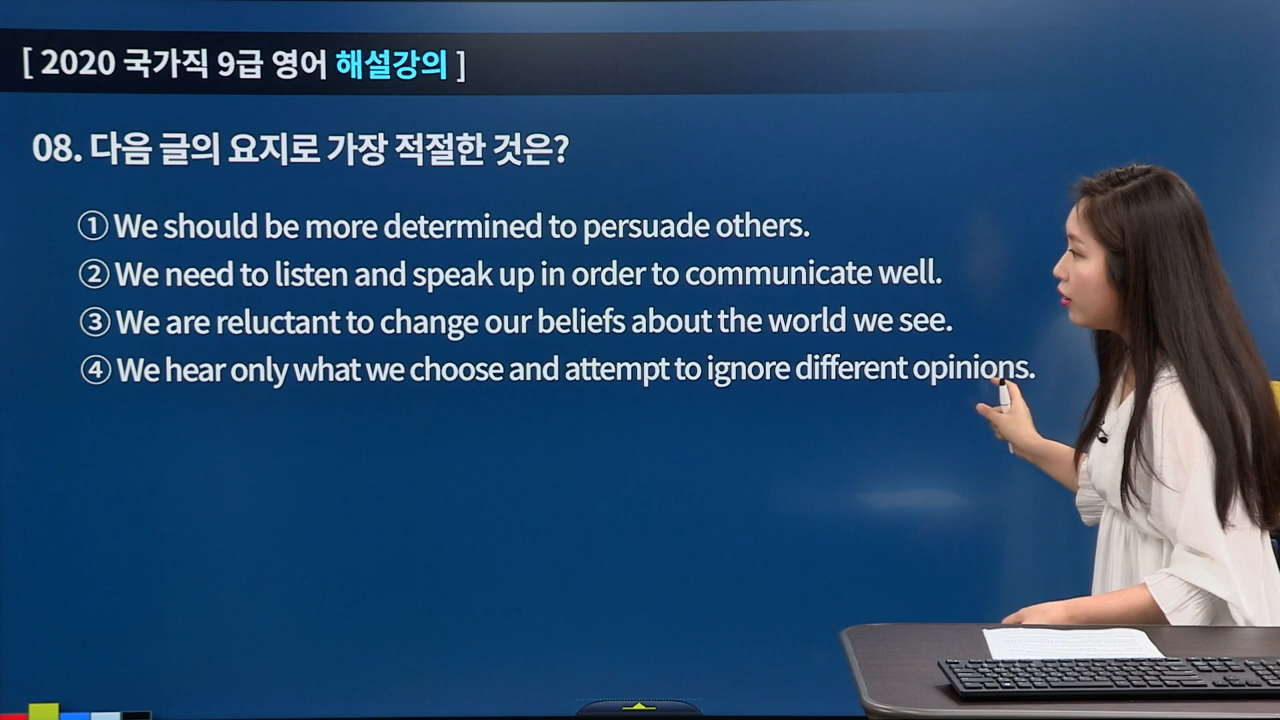 [ 2020 국가직 9급 영어 해설강의 ]
08. 다음 글의 요지로 가장 적절한 것은?
① We should be more determined to persuade others.
② We need to listen and speak up in order to communicate well.
③ We are reluctant to change our beliefs about the world we see.
④ We hear only what we choose and attempt to ignore different opinions.